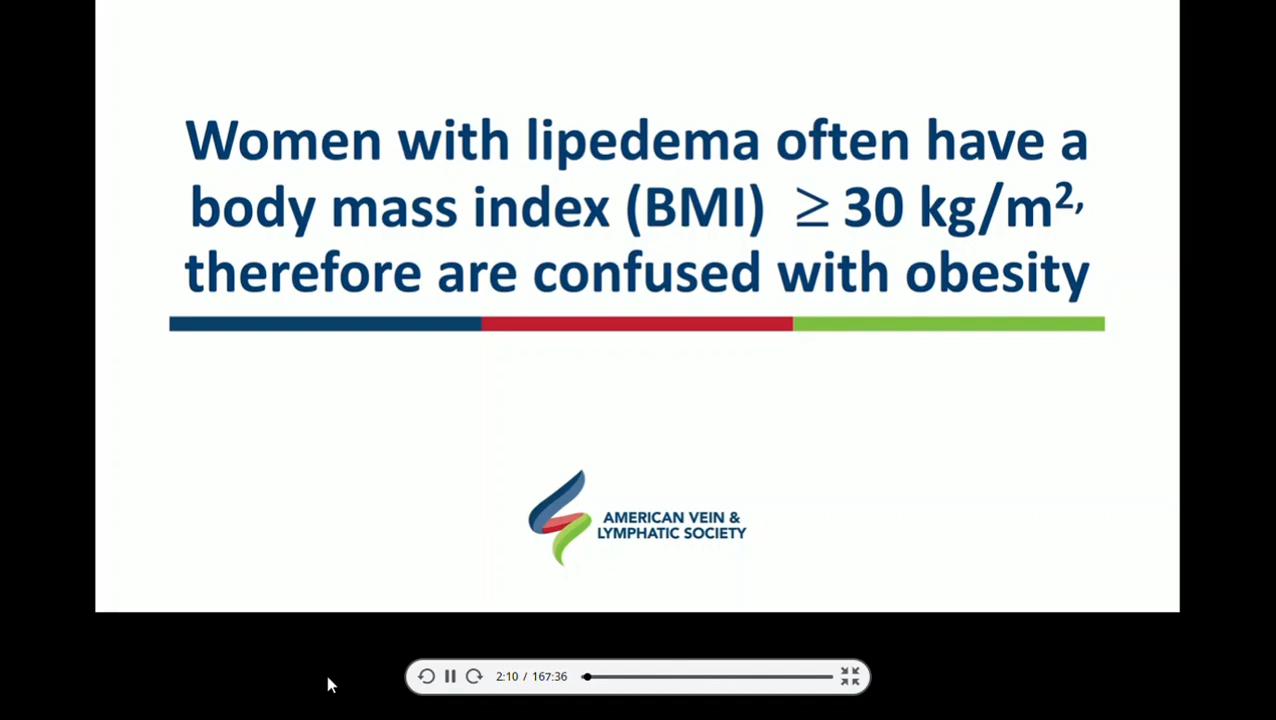 Women with lipedema often have a
body mass index (BMI) ≥ 30 kg/m²,
therefore are confused with obesity
AMERICAN VEIN &
LYMPHATIC SOCIETY
2:10 / 167:36